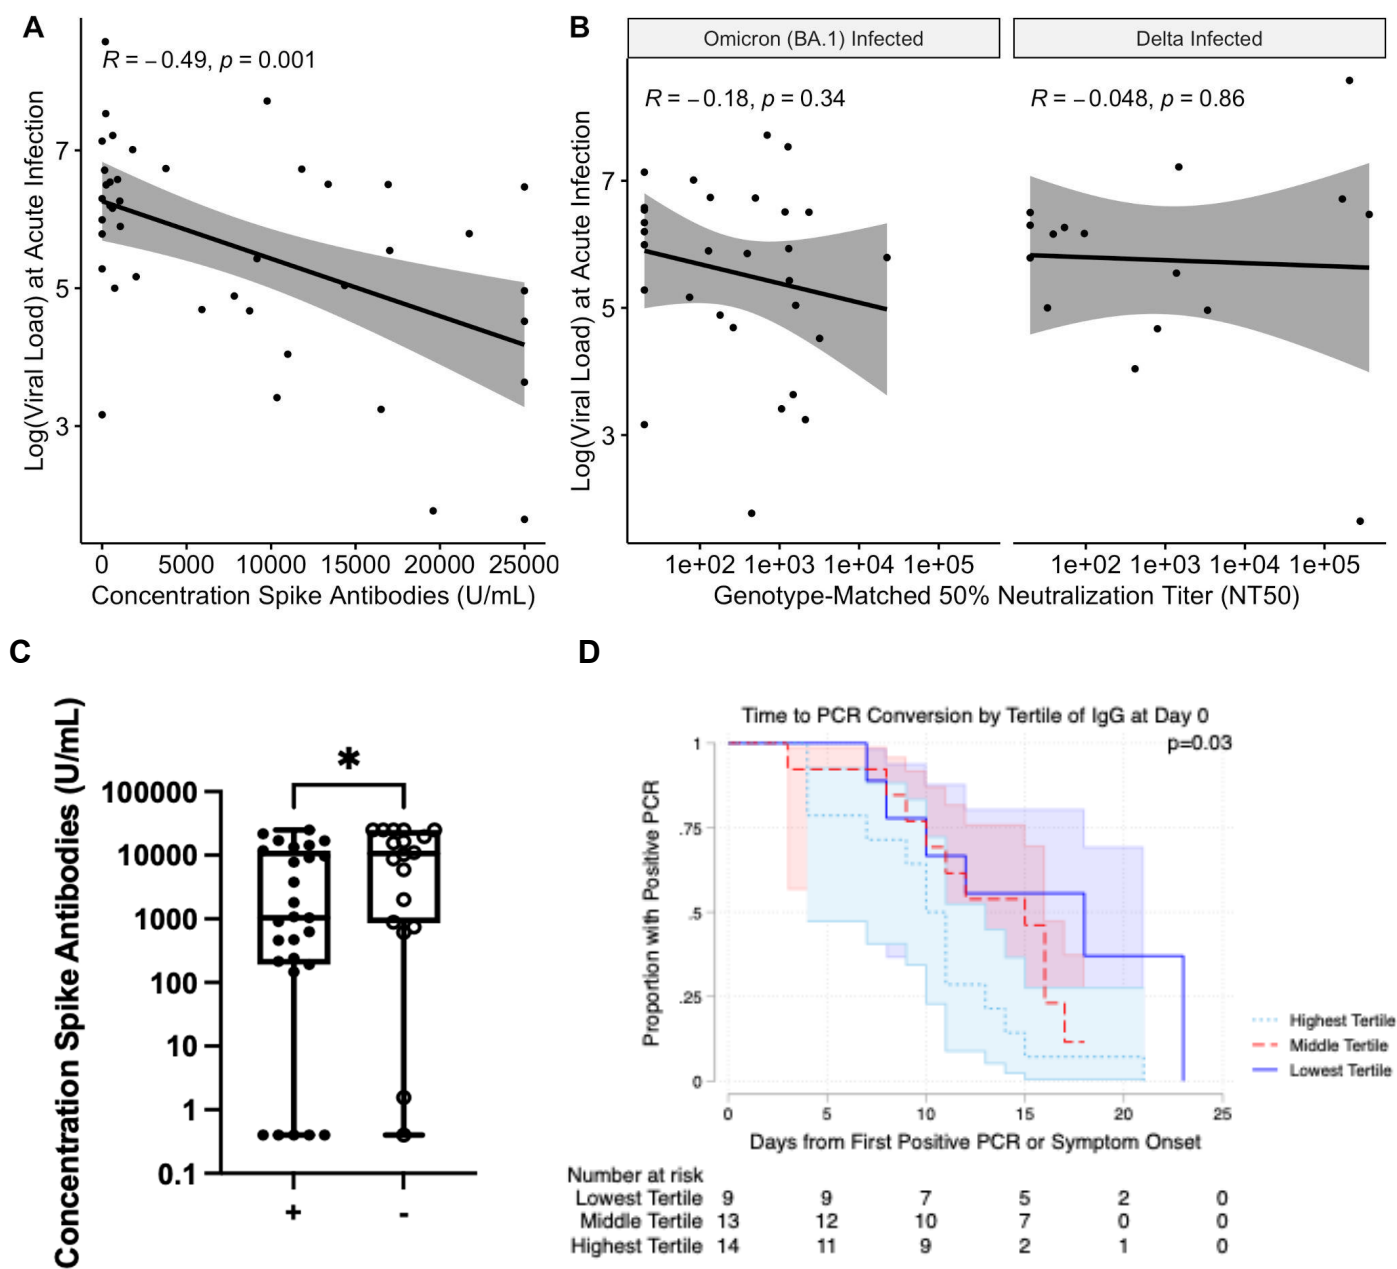 A
R = −0.49, p = 0.001
Log(Viral Load) at Acute Infection
7
5
3
0 5000 10000 15000 20000 25000
Concentration Spike Antibodies (U/mL)
B
Omicron (BA.1) Infected
Delta Infected
R = −0.18, p = 0.34
R = −0.048, p = 0.86
Log(Viral Load) at Acute Infection
7
5
3
1e+02 1e+03 1e+04 1e+05
1e+02 1e+03 1e+04 1e+05
Genotype-Matched 50% Neutralization Titer (NT50)
C
Concentration Spike Antibodies (U/mL)
*
100000
10000
1000
100
10
1
0.1
+ -
D
Time to PCR Conversion by Tertile of IgG at Day 0
p=0.03
Proportion with Positive PCR
1
.75
.5
.25
0
0 5 10 15 20 25
Days from First Positive PCR or Symptom Onset
Highest Tertile
Middle Tertile
Lowest Tertile
Number at risk
Lowest Tertile 9 9 7 5 2 0
Middle Tertile 13 12 10 7 0 0
Highest Tertile 14 11 9 2 1 0